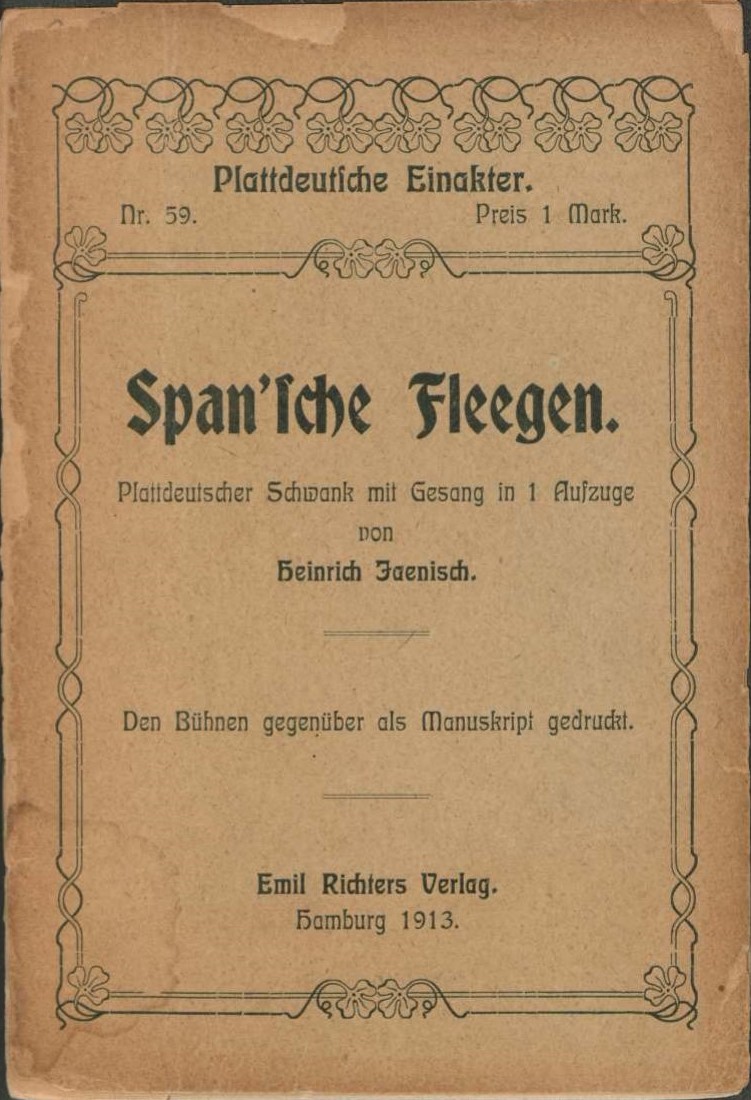 Plattdeutſche Einakter.
Nr. 59. Preis 1 Mark.
Span'ſche Fleegen.
Plattdeutscher Schwank mit Gesang in 1 Aufzuge
von
Heinrich Jaenisch.
Den Bühnen gegenüber als Manuskript gedruckt.
Emil Richters Verlag.
Hamburg 1913.